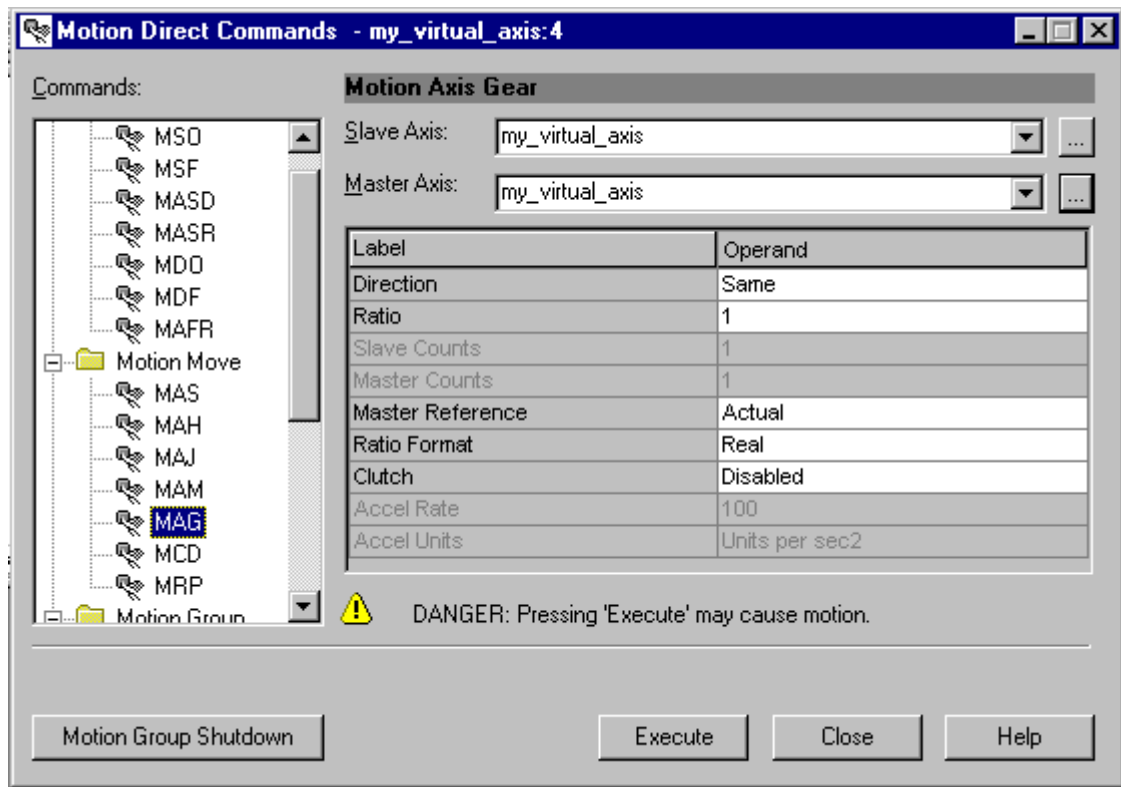 Motion Direct Commands - my_virtual_axis:4
Commands:
MSO
MSF
MASD
MASR
MDO
MDF
MAFR
Motion Move
MAS
MAH
MAJ
MAM
MAG
MCD
MRP
Motion Group
Motion Axis Gear
Slave Axis: my_virtual_axis ...
Master Axis: my_virtual_axis ...
Label Operand
Direction Same
Ratio 1
Slave Counts 1
Master Counts 1
Master Reference Actual
Ratio Format Real
Clutch Disabled
Accel Rate 100
Accel Units Units per sec2
DANGER: Pressing 'Execute' may cause motion.
Motion Group Shutdown Execute Close Help